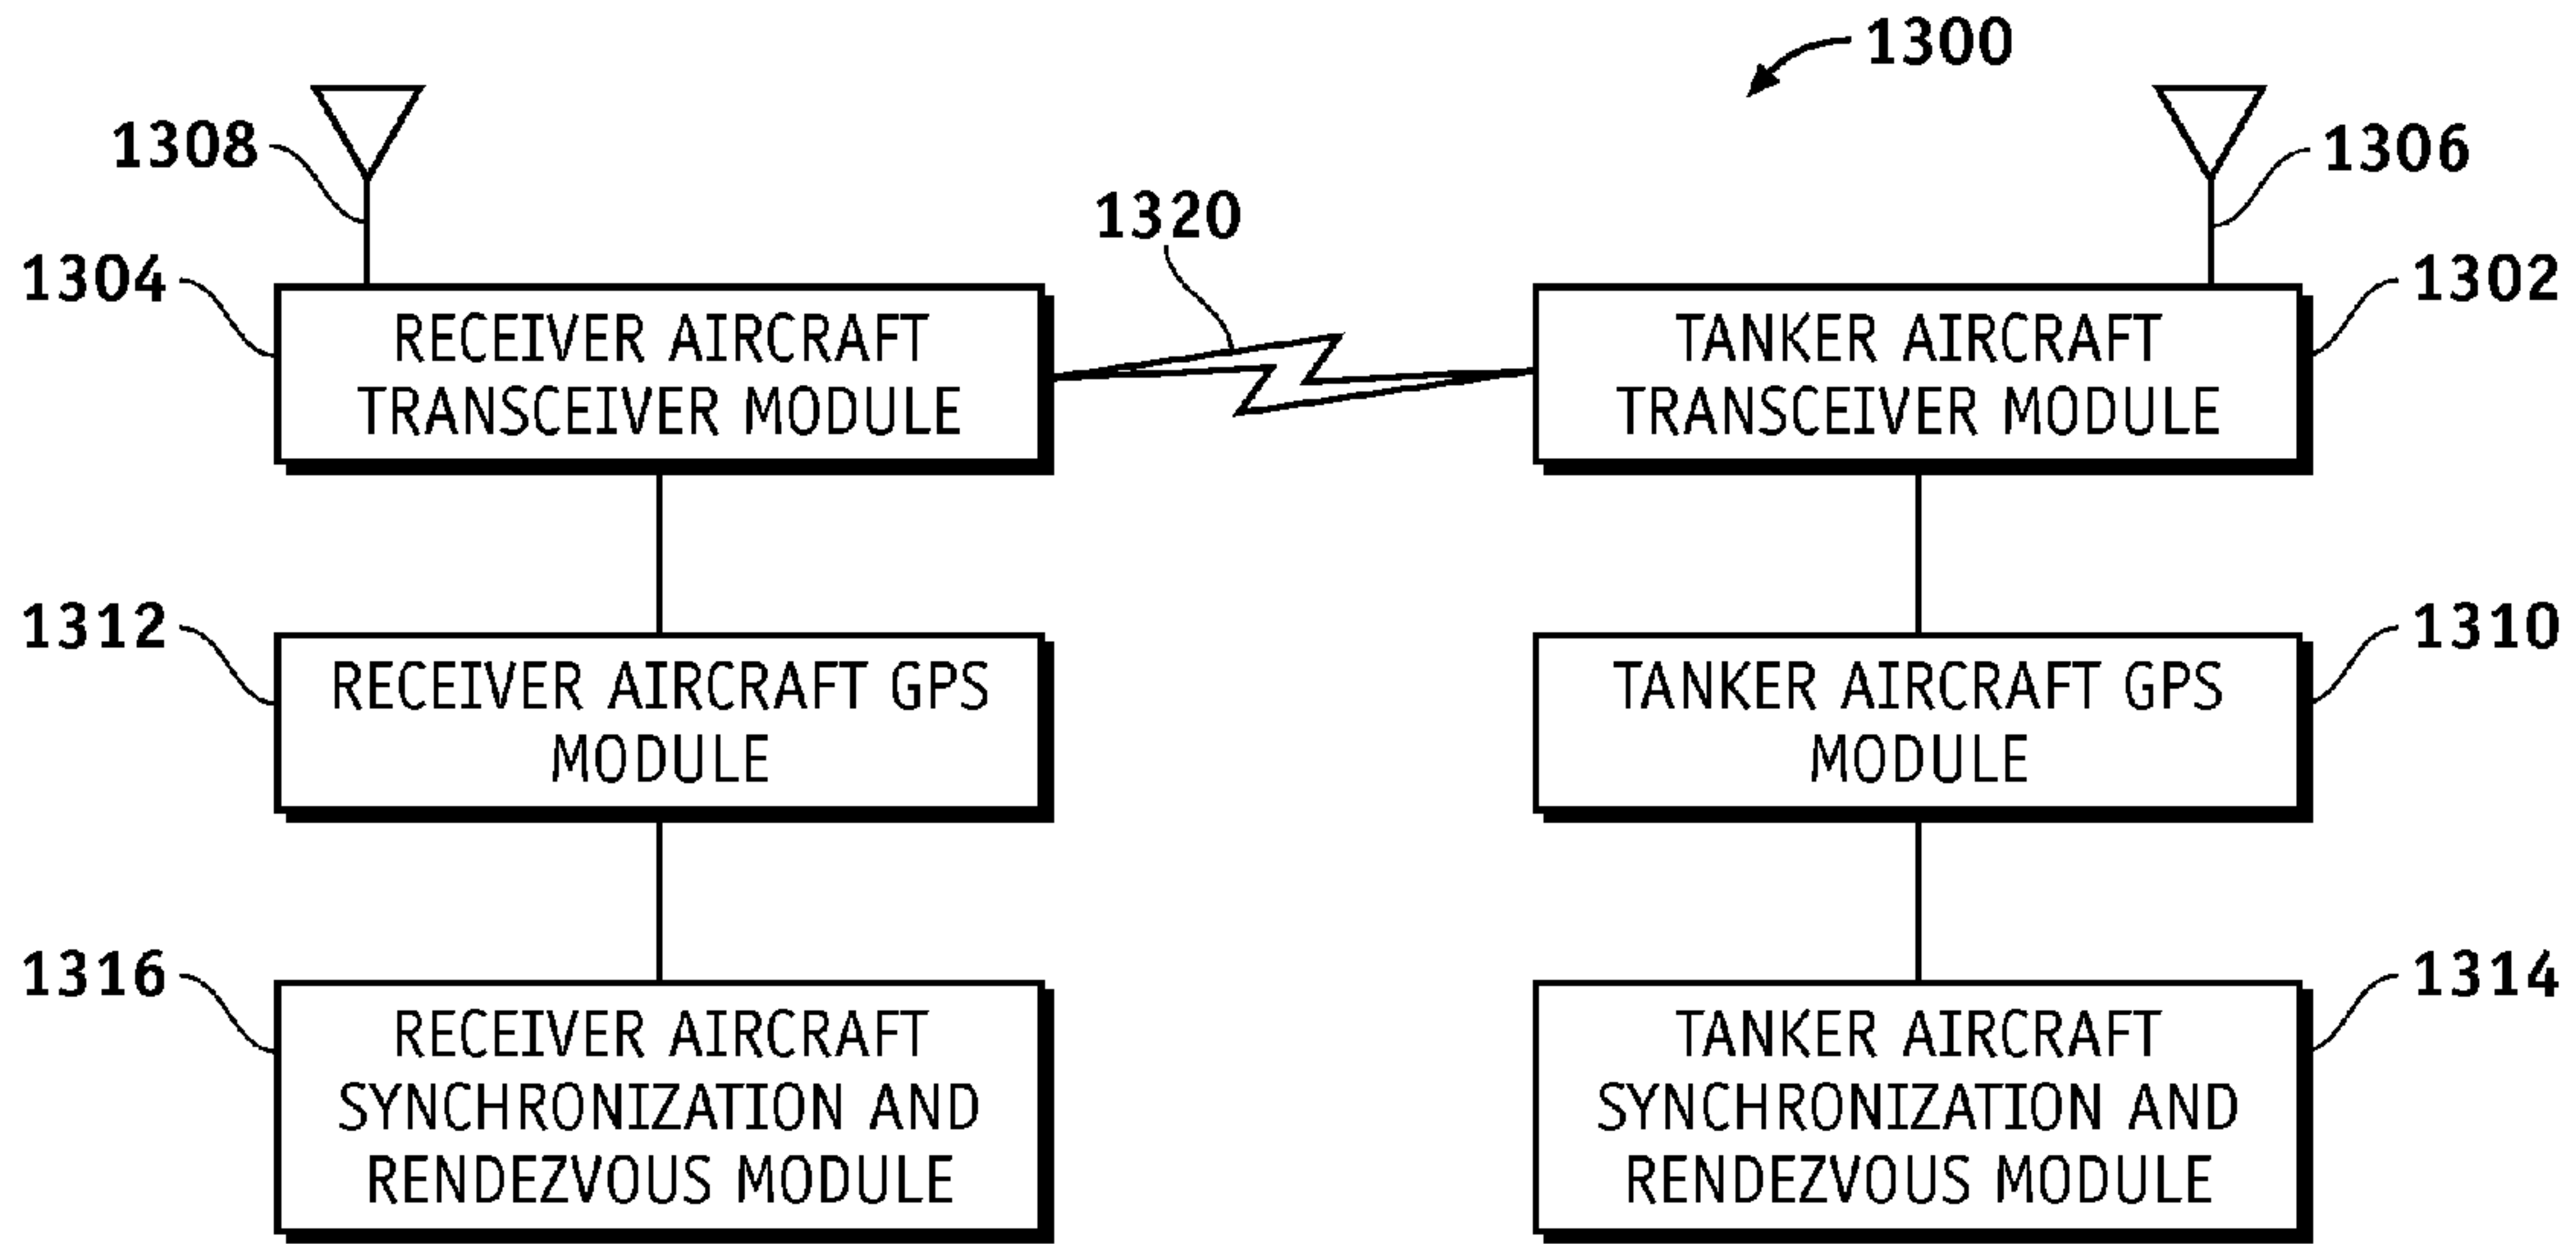 1300
1308
1306
1320
1304
1302
RECEIVER AIRCRAFT
TRANSCEIVER MODULE
TANKER AIRCRAFT
TRANSCEIVER MODULE
1312
1310
RECEIVER AIRCRAFT GPS
MODULE
TANKER AIRCRAFT GPS
MODULE
1316
1314
RECEIVER AIRCRAFT
SYNCHRONIZATION AND
RENDEZVOUS MODULE
TANKER AIRCRAFT
SYNCHRONIZATION AND
RENDEZVOUS MODULE